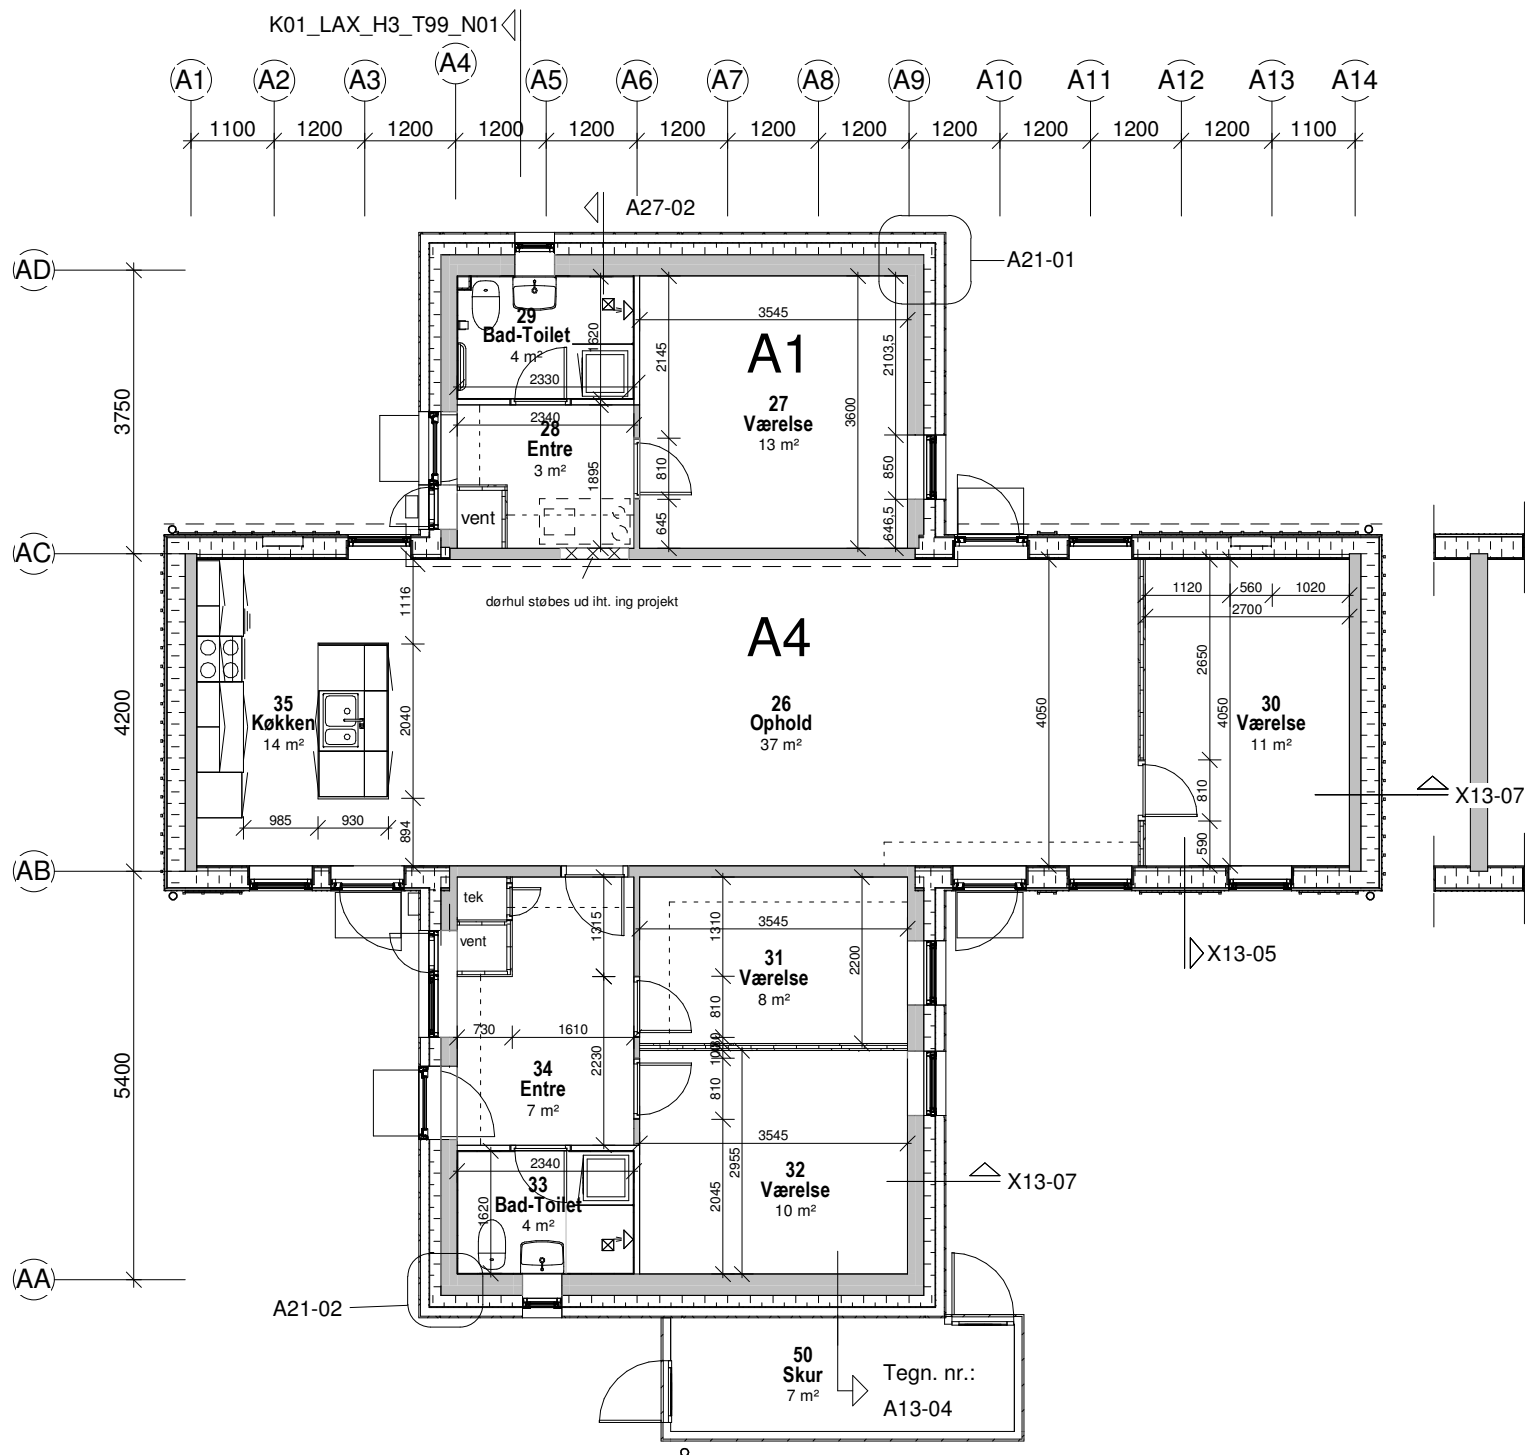 K01_LAX_H3_T99_N01
A1 A2 A3 A4 A5 A6 A7 A8 A9 A10 A11 A12 A13 A14
1100 1200 1200 1200 1200 1200 1200 1200 1200 1200 1200 1200 1100
A27-02
A21-01
AD
3750
AC
4200
AB
5400
AA
29
Bad-Toilet
4 m²
1620
2330
2340
28
Entre
3 m²
1895
vent
3545
2145
810
645
A1
27
Værelse
13 m²
3600
2103,5
850
646,5
dørhul støbes ud iht. ing projekt
1116
2040
894
35
Køkken
14 m²
985
930
A4
26
Ophold
37 m²
4050
1120
560
1020
2700
2650
4050
810
590
30
Værelse
11 m²
X13-07
X13-05
tek
vent
1315
730
1610
2230
34
Entre
7 m²
1310
3545
2200
31
Værelse
8 m²
810
810
3545
2955
2045
32
Værelse
10 m²
X13-07
2340
33
Bad-Toilet
4 m²
1620
A21-02
50
Skur
7 m²
Tegn. nr.:
A13-04